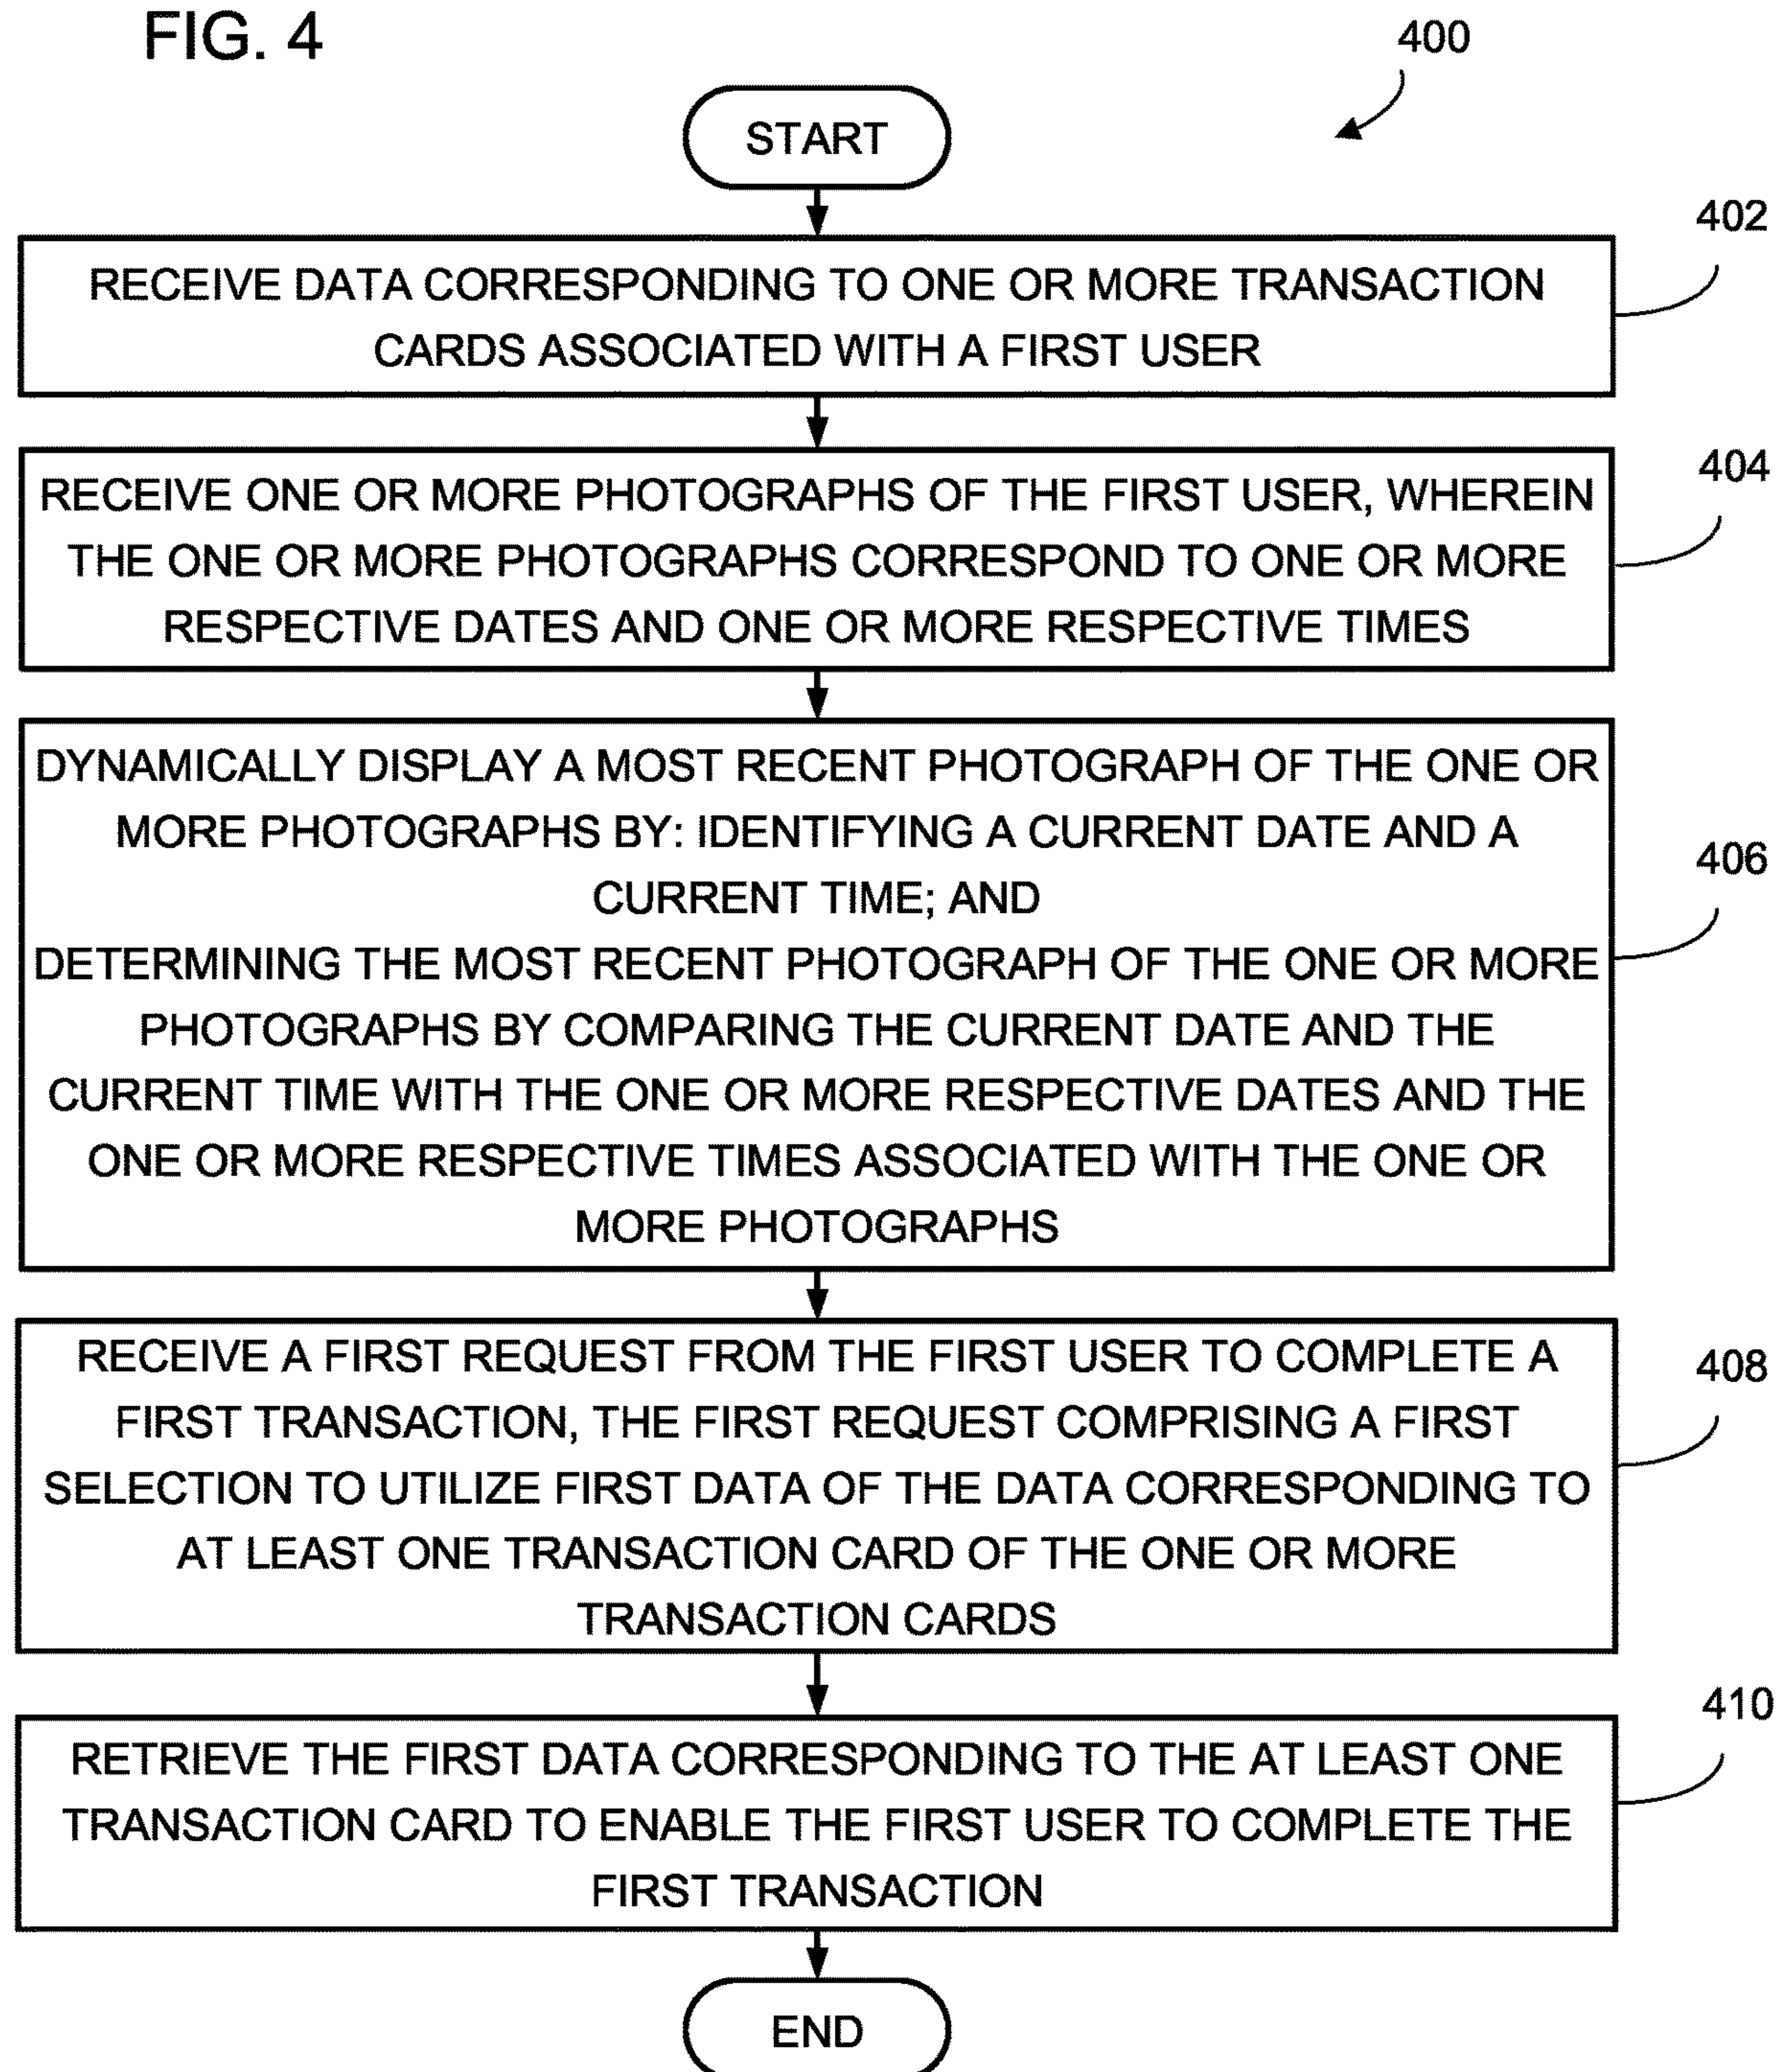 FIG. 4
400
START
402
RECEIVE DATA CORRESPONDING TO ONE OR MORE TRANSACTION
CARDS ASSOCIATED WITH A FIRST USER
404
RECEIVE ONE OR MORE PHOTOGRAPHS OF THE FIRST USER, WHEREIN
THE ONE OR MORE PHOTOGRAPHS CORRESPOND TO ONE OR MORE
RESPECTIVE DATES AND ONE OR MORE RESPECTIVE TIMES
406
DYNAMICALLY DISPLAY A MOST RECENT PHOTOGRAPH OF THE ONE OR
MORE PHOTOGRAPHS BY: IDENTIFYING A CURRENT DATE AND A
CURRENT TIME; AND
DETERMINING THE MOST RECENT PHOTOGRAPH OF THE ONE OR MORE
PHOTOGRAPHS BY COMPARING THE CURRENT DATE AND THE
CURRENT TIME WITH THE ONE OR MORE RESPECTIVE DATES AND THE
ONE OR MORE RESPECTIVE TIMES ASSOCIATED WITH THE ONE OR
MORE PHOTOGRAPHS
408
RECEIVE A FIRST REQUEST FROM THE FIRST USER TO COMPLETE A
FIRST TRANSACTION, THE FIRST REQUEST COMPRISING A FIRST
SELECTION TO UTILIZE FIRST DATA OF THE DATA CORRESPONDING TO
AT LEAST ONE TRANSACTION CARD OF THE ONE OR MORE
TRANSACTION CARDS
410
RETRIEVE THE FIRST DATA CORRESPONDING TO THE AT LEAST ONE
TRANSACTION CARD TO ENABLE THE FIRST USER TO COMPLETE THE
FIRST TRANSACTION
END